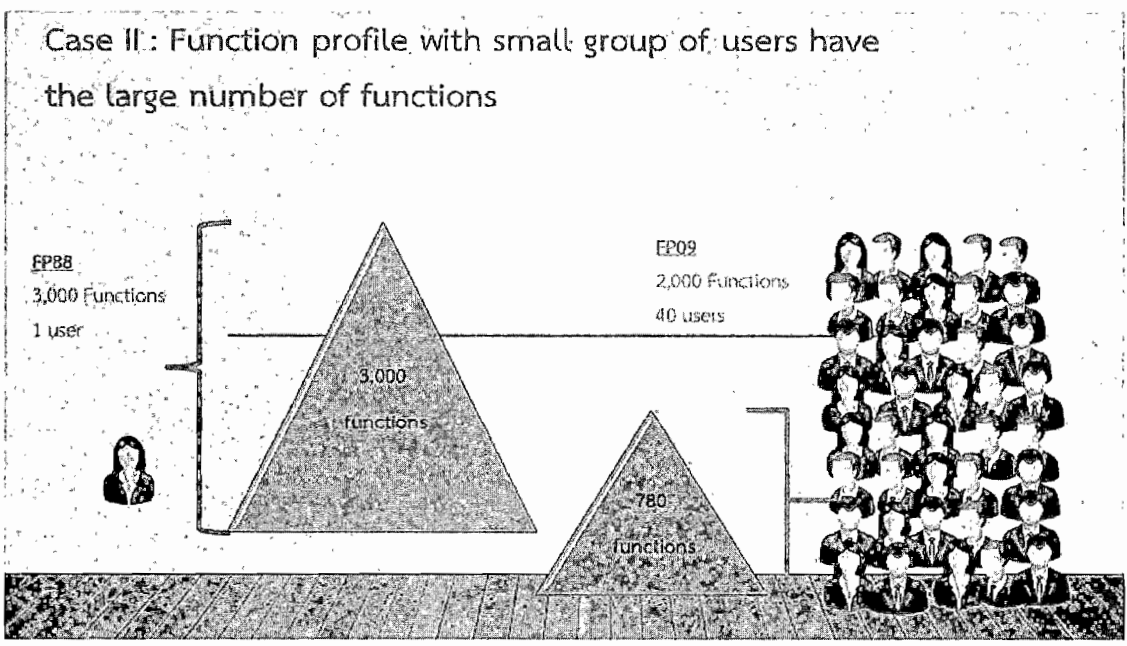 Case II : Function profile with small group of users have
the large number of functions
FP88
3,000 Functions
1 user
FP09
2,000 Functions
40 users
3,000
functions
780
functions